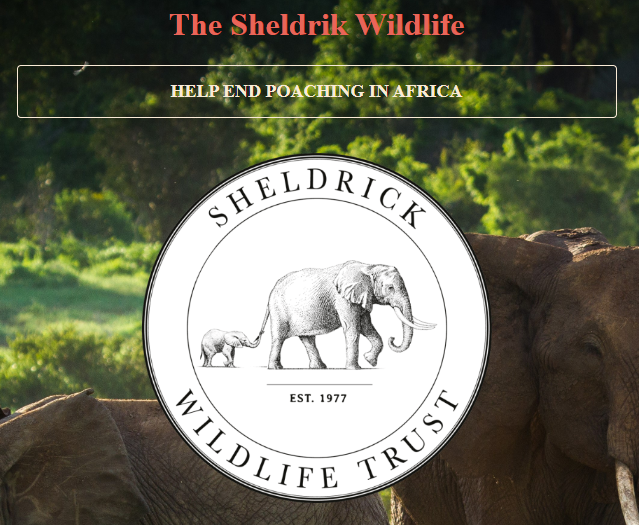 The Sheldrik Wildlife
HELP END POACHING IN AFRICA
SHELDRICK
EST. 1977
WILDLIFE TRUST